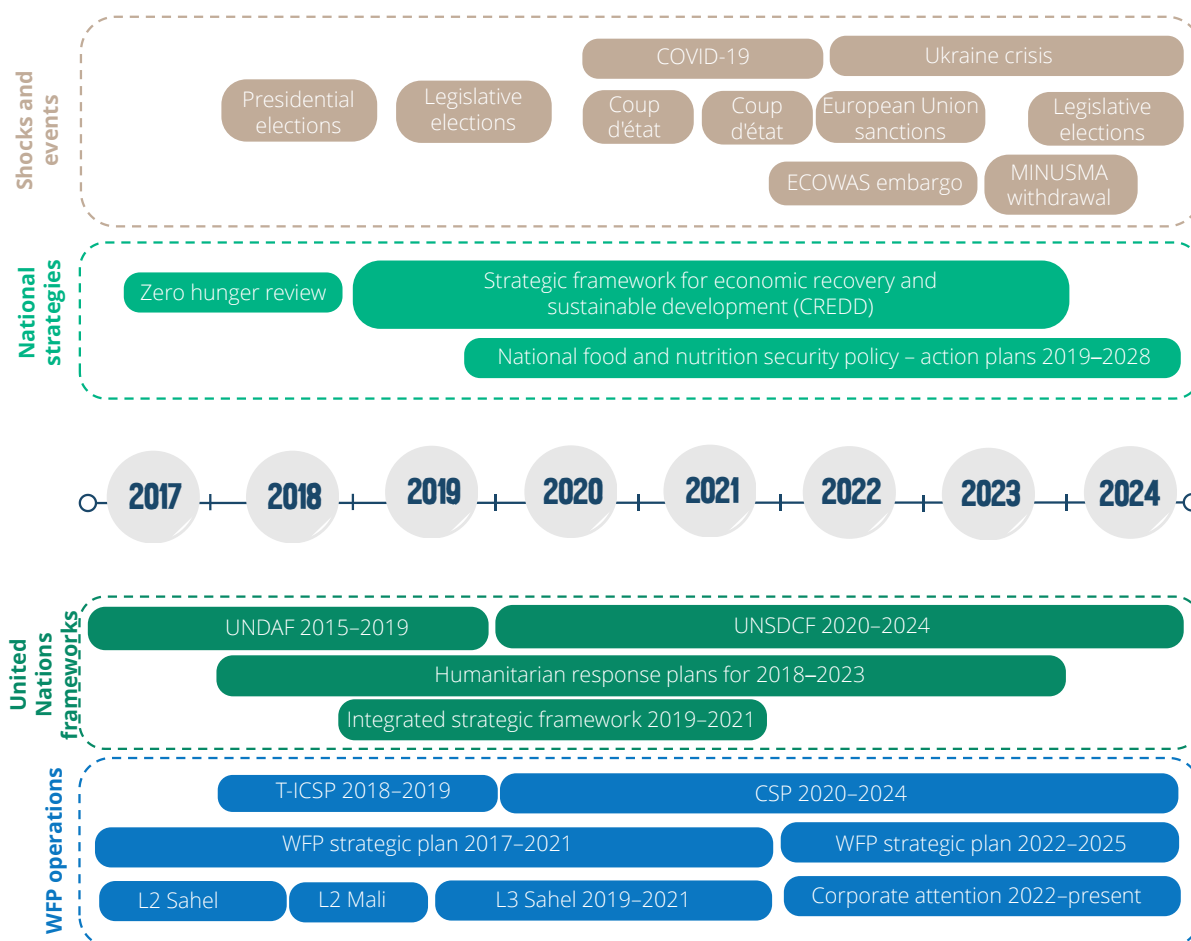 Shocks and
events
COVID-19
Ukraine crisis
Presidential
elections
Legislative
elections
Coup
d'état
Coup
d'état
European Union
sanctions
Legislative
elections
ECOWAS embargo
MINUSMA
withdrawal
National
strategies
Zero hunger review
Strategic framework for economic recovery and
sustainable development (CREDD)
National food and nutrition security policy – action plans 2019–2028
2017
2018
2019
2020
2021
2022
2023
2024
United
Nations
frameworks
UNDAF 2015–2019
UNSDCF 2020–2024
Humanitarian response plans for 2018–2023
Integrated strategic framework 2019–2021
WFP operations
T-ICSP 2018–2019
CSP 2020–2024
WFP strategic plan 2017–2021
WFP strategic plan 2022–2025
L2 Sahel
L2 Mali
L3 Sahel 2019–2021
Corporate attention 2022–present